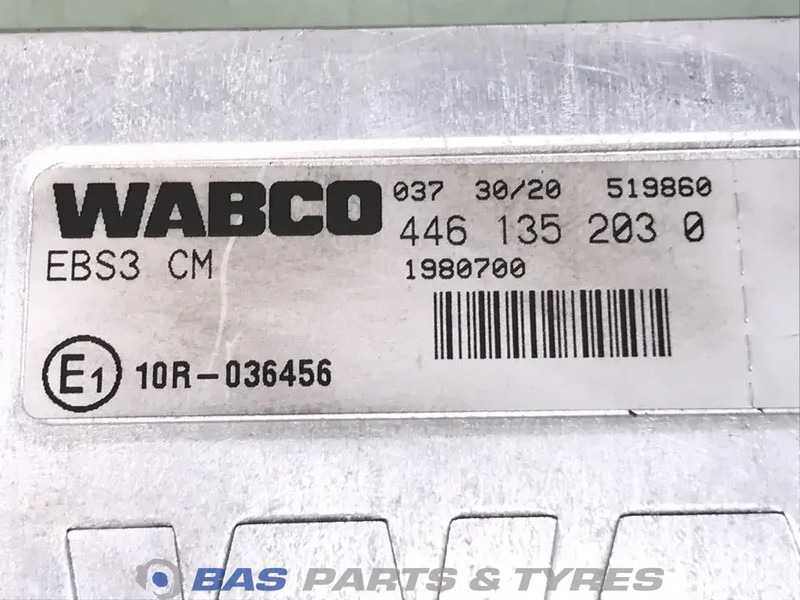 WABCO 037 30/20 519860
446 135 203 0
EBS3 CM 1980700
E1 10R-036456
BAS PARTS & TYRES